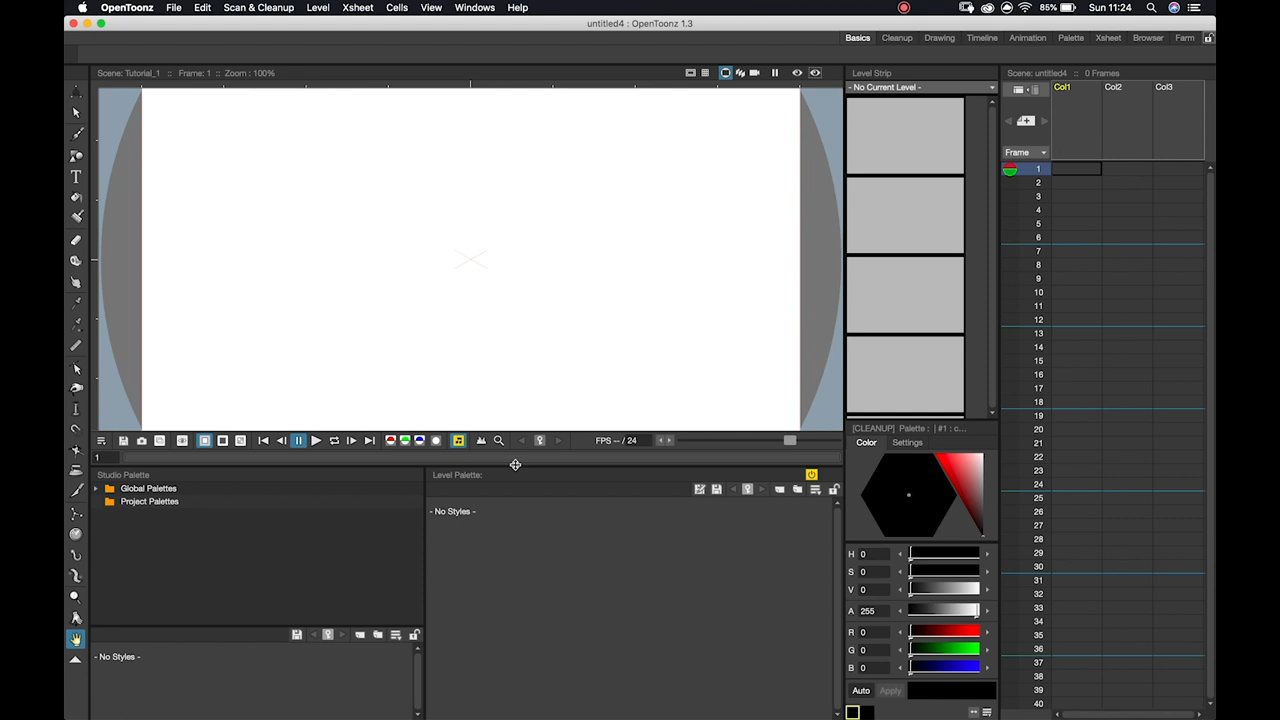 OpenToonz File Edit Scan & Cleanup Level Xsheet Cells View Windows Help 85% Sun 11:24
untitled4 : OpenToonz 1.3
Basics Cleanup Drawing Timeline Animation Palette Xsheet Browser Farm
Scene: Tutorial_1 :: Frame: 1 :: Zoom : 100%
Level Strip
- No Current Level -
Scene: untitled4 :: 0 Frames
Col1 Col2 Col3
Frame
1
2
3
4
5
6
7
8
9
10
11
12
13
14
15
16
17
18
19
20
21
22
23
24
25
26
27
28
29
30
31
32
33
34
35
36
37
38
39
40
FPS -- / 24
1
Studio Palette
Global Palettes
Project Palettes
- No Styles -
Level Palette:
- No Styles -
[CLEANUP] Palette : | #1 : c...
Color Settings
H 0
S 0
V 0
A 255
R 0
G 0
B 0
Auto Apply